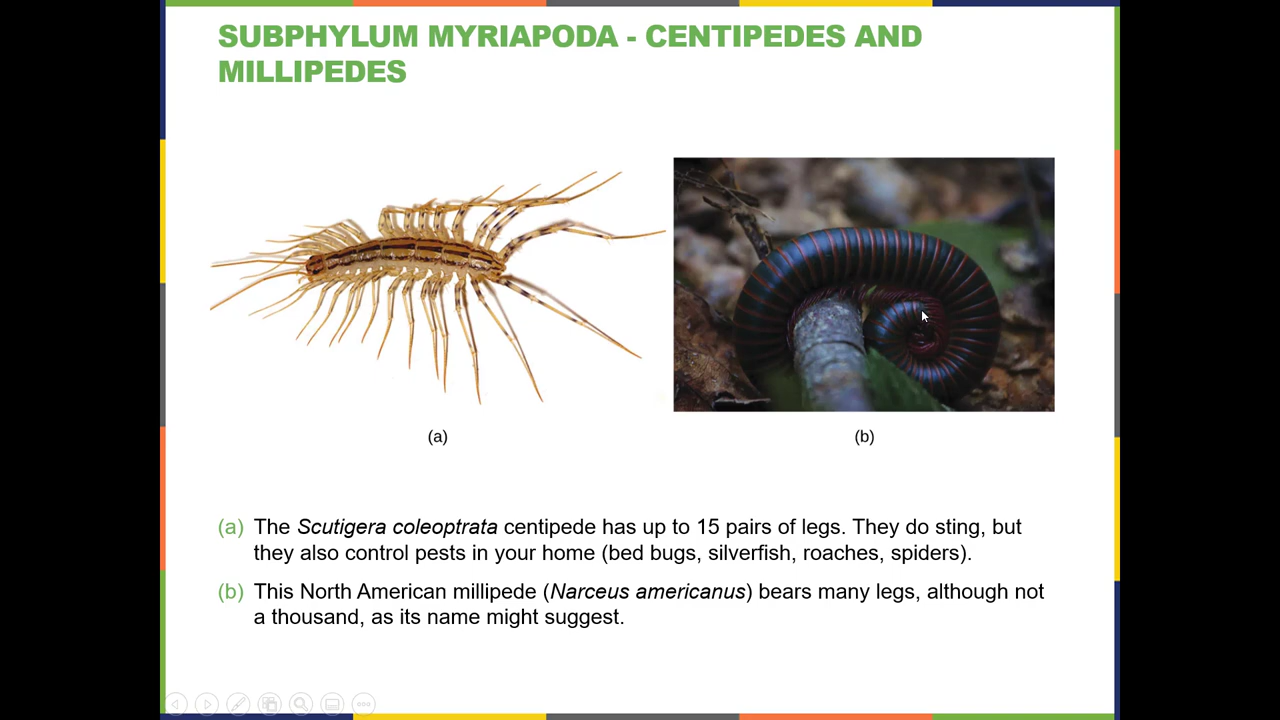 SUBPHYLUM MYRIAPODA - CENTIPEDES AND
MILLIPEDES
(a)
(b)
(a) The Scutigera coleoptrata centipede has up to 15 pairs of legs. They do sting, but
they also control pests in your home (bed bugs, silverfish, roaches, spiders).
(b) This North American millipede (Narceus americanus) bears many legs, although not
a thousand, as its name might suggest.